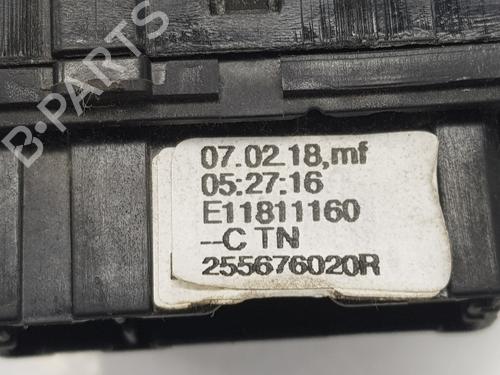 B-PARTS
07.02.18,mf
05:27:16
E11811160
--C TN
255676020R